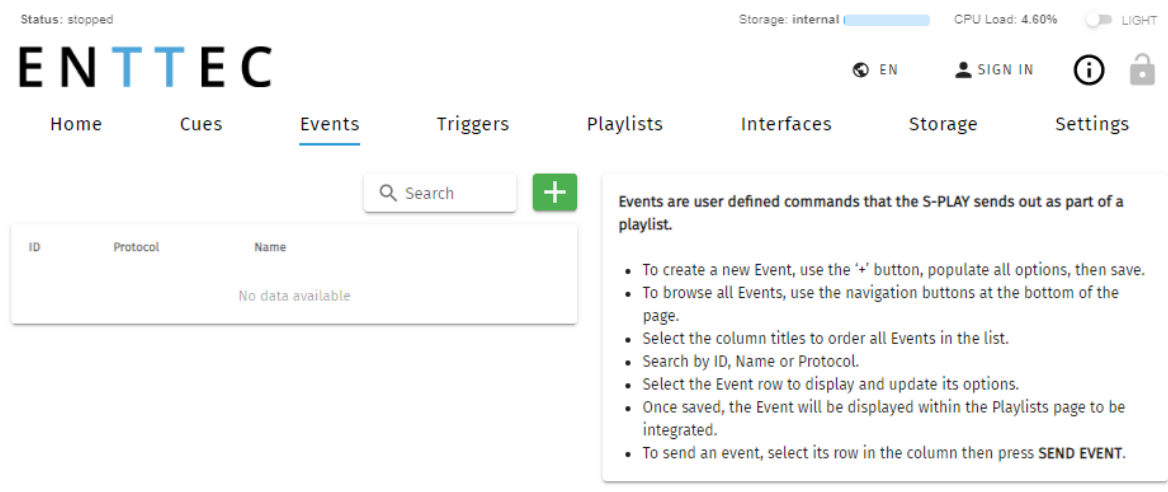 Status: stopped
Storage: internal
CPU Load: 4.60%
LIGHT
ENTTEC
EN
SIGN IN
Home Cues Events Triggers Playlists Interfaces Storage Settings
Search
ID Protocol Name
No data available
Events are user defined commands that the S-PLAY sends out as part of a
playlist.
• To create a new Event, use the ‘+’ button, populate all options, then save.
• To browse all Events, use the navigation buttons at the bottom of the
page.
• Select the column titles to order all Events in the list.
• Search by ID, Name or Protocol.
• Select the Event row to display and update its options.
• Once saved, the Event will be displayed within the Playlists page to be
integrated.
• To send an event, select its row in the column then press SEND EVENT.